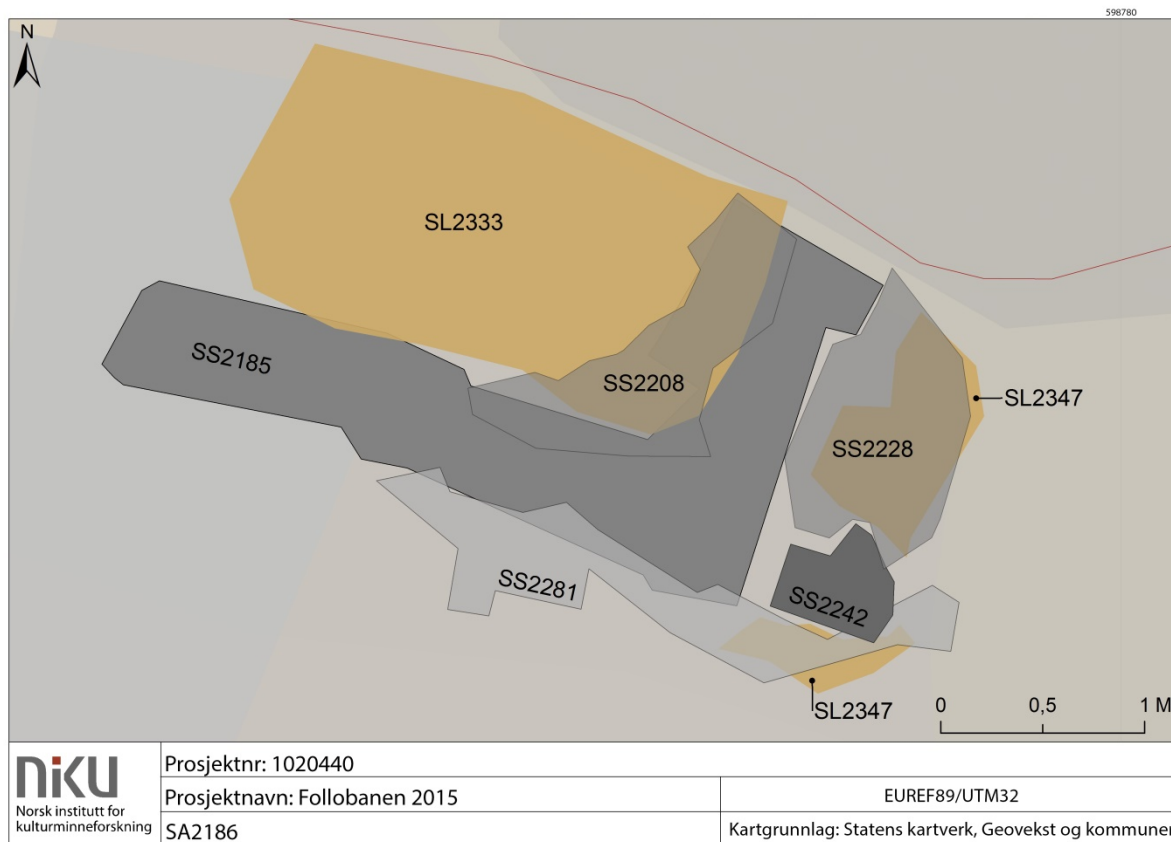 598780
N
SL2333
SS2185
SS2208
SL2347
SS2228
SS2281
SS2242
SL2347
0 0,5 1 M
niku
Norsk institutt for
kulturminneforskning
Prosjektnr: 1020440
Prosjektnavn: Follobanen 2015
SA2186
EUREF89/UTM32
Kartgrunnlag: Statens kartverk, Geovekst og kommuner